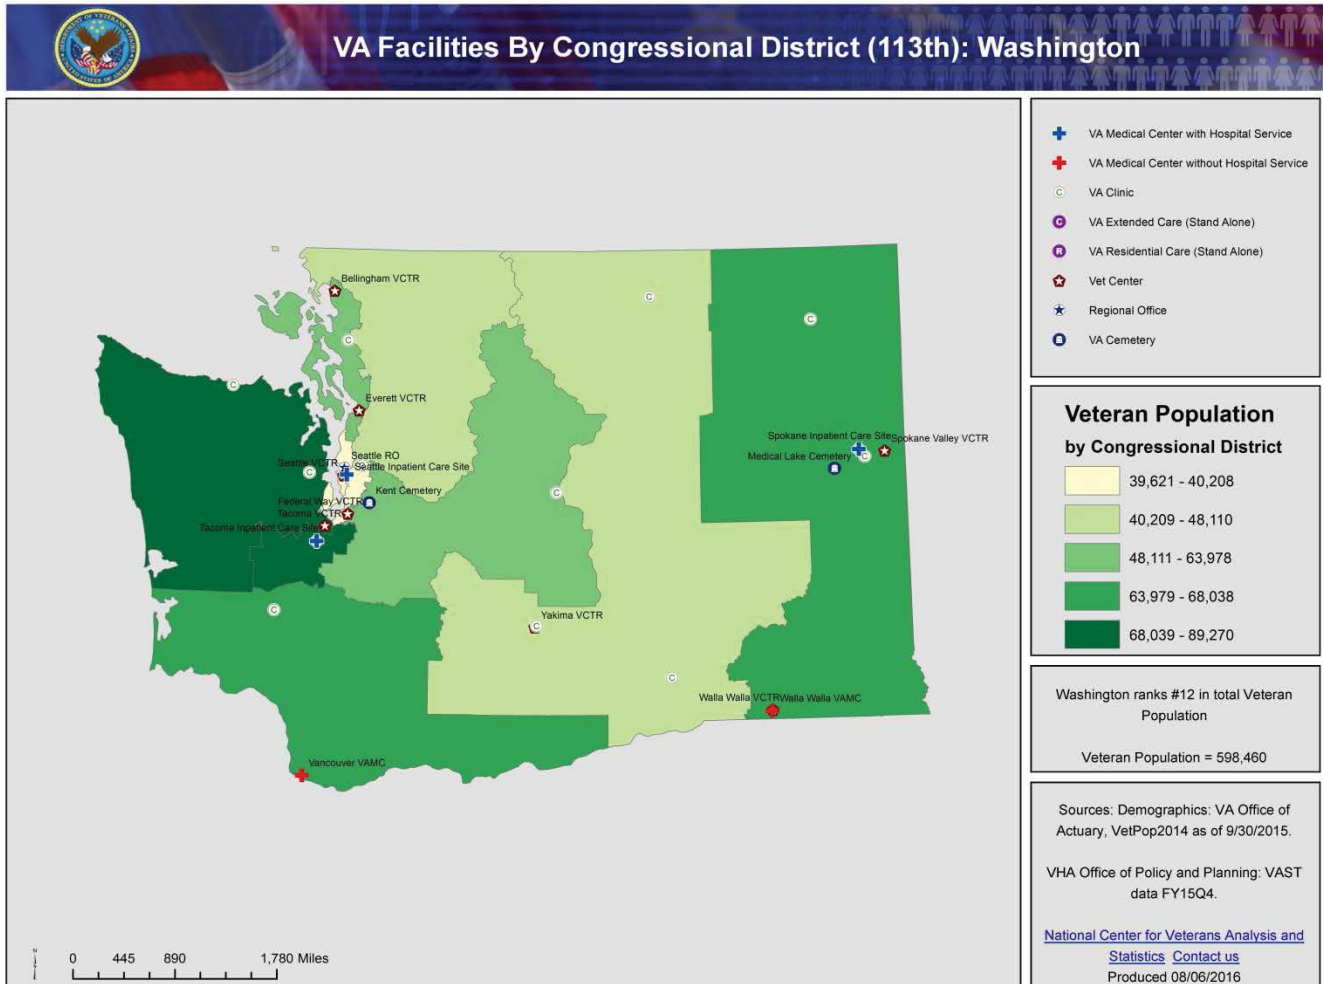 VA Facilities By Congressional District (113th): Washington
Bellingham VCTR
Everett VCTR
Seattle RO
Seattle VCTR
Seattle Inpatient Care Site
Federal Way VCTR
Kent Cemetery
Tacoma VCTR
Tacoma Inpatient Care Site
Spokane Inpatient Care Site
Spokane Valley VCTR
Medical Lake Cemetery
Yakima VCTR
Walla Walla VCTR
Walla Walla VAMC
Vancouver VAMC
C
C
C
C
C
C
C
C
C
C
N
0 445 890 1,780 Miles
VA Medical Center with Hospital Service
VA Medical Center without Hospital Service
C VA Clinic
C VA Extended Care (Stand Alone)
R VA Residential Care (Stand Alone)
Vet Center
Regional Office
VA Cemetery
Veteran Population
by Congressional District
39,621 - 40,208
40,209 - 48,110
48,111 - 63,978
63,979 - 68,038
68,039 - 89,270
Washington ranks #12 in total Veteran
Population
Veteran Population = 598,460
Sources: Demographics: VA Office of
Actuary, VetPop2014 as of 9/30/2015.
VHA Office of Policy and Planning: VAST
data FY15Q4.
National Center for Veterans Analysis and
Statistics Contact us
Produced 08/06/2016